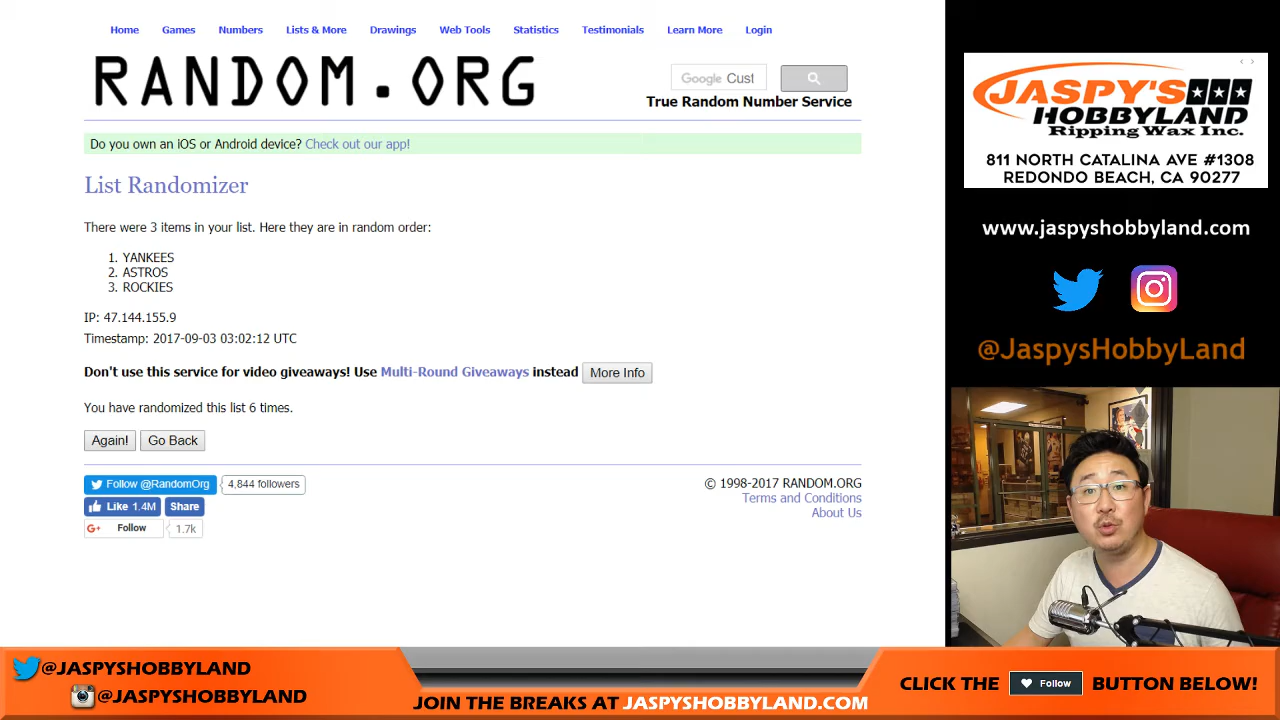 Home Games Numbers Lists & More Drawings Web Tools Statistics Testimonials Learn More Login
RANDOM.ORG
Google Cust
True Random Number Service
Do you own an iOS or Android device? Check out our app!
List Randomizer
There were 3 items in your list. Here they are in random order:
1. YANKEES
2. ASTROS
3. ROCKIES
IP: 47.144.155.9
Timestamp: 2017-09-03 03:02:12 UTC
Don't use this service for video giveaways! Use Multi-Round Giveaways instead More Info
You have randomized this list 6 times.
Again! Go Back
Follow @RandomOrg 4,844 followers
Like 1.4M Share
G+ Follow 1.7k
© 1998-2017 RANDOM.ORG
Terms and Conditions
About Us
JASPY'S
HOBBYLAND
Ripping Wax Inc.
811 NORTH CATALINA AVE #1308
REDONDO BEACH, CA 90277
www.jaspyshobbyland.com
@JaspysHobbyLand
@JASPYSHOBBYLAND
@JASPYSHOBBYLAND
JOIN THE BREAKS AT JASPYSHOBBYLAND.COM
CLICK THE Follow BUTTON BELOW!